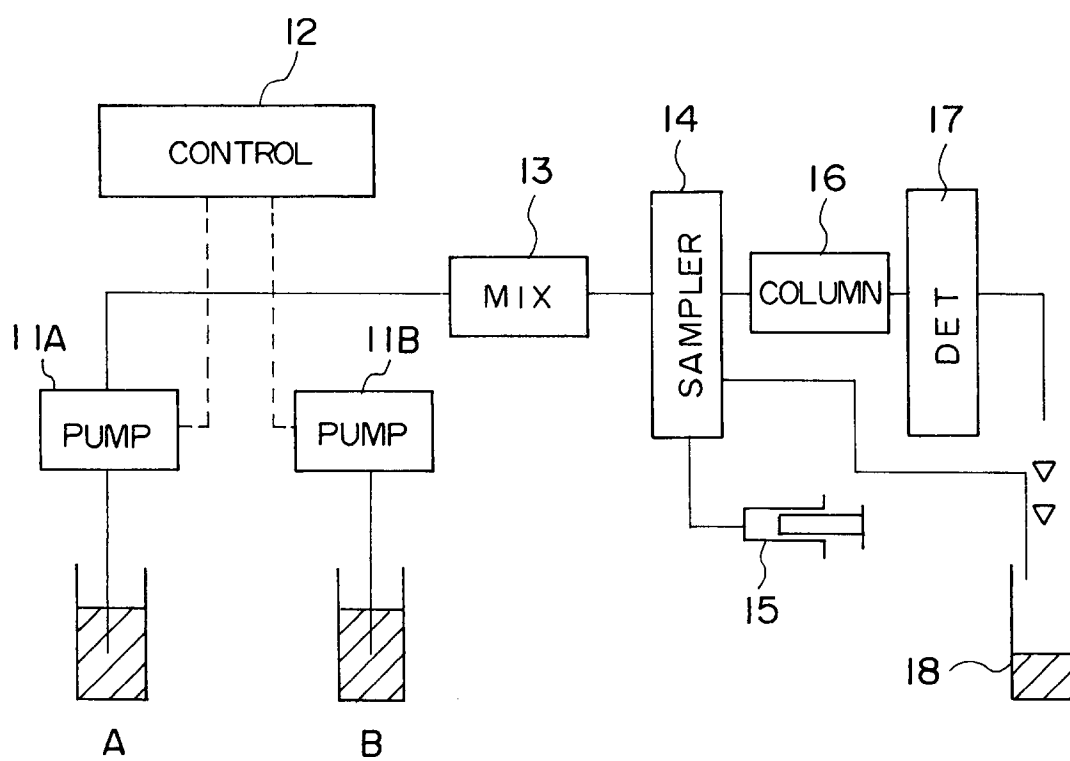 12
CONTROL
14
17
13
16
MIX
SAMPLER
COLUMN
DET
11A
11B
PUMP
PUMP
15
18
A
B